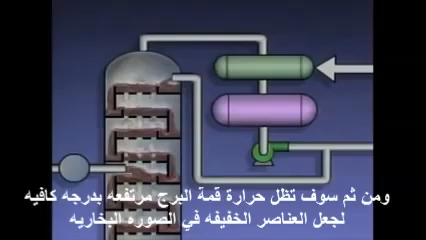 ومن ثم سوف تظل حرارة قمة البرج مرتفعه بدرجه كافيه
لجعل العناصر الخفيفه في الصوره البخاريه